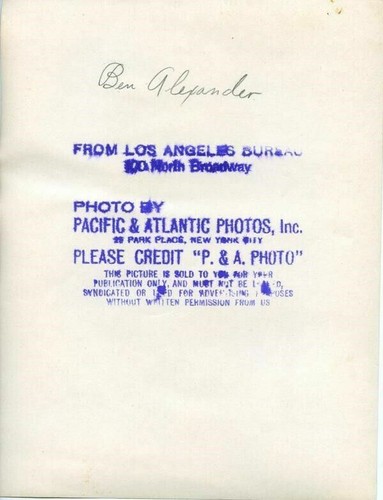 Ben Alexander
FROM LOS ANGELES BUREAU
North Broadway
PHOTO BY
PACIFIC & ATLANTIC PHOTOS, Inc.
PARK PLACE, NEW YORK CITY
PLEASE CREDIT "P. & A. PHOTO"
THIS PICTURE IS SOLD TO YOU FOR YOUR
PUBLICATION ONLY, AND MUST NOT BE
SYNDICATED OR USED FOR ADVERTISING PURPOSES
WITHOUT WRITTEN PERMISSION FROM US